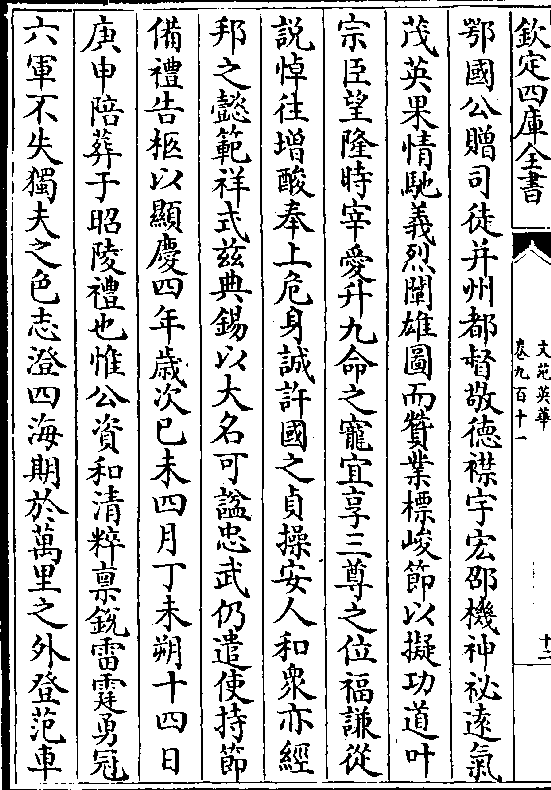 欽定四庫全書
文苑英華
卷九百十一
十二
鄂國公贈司徒并州都督敬德襟宇宏邵機神祕遠氣
茂英果情馳義烈闡雄圖而贊業標峻節以擬功道叶
宗臣望隆時宰愛升九命之寵宜享三尊之位福謙從
説悼往增酸奉上危身誠許國之貞操安人和衆亦經
邦之懿範祥式兹典錫以大名可諡忠武仍遣使持節
備禮告柩以顯慶四年歳次已未四月丁未朔十四日
庚申陪葬于昭陵禮也惟公資和清粹禀銳雷霆勇冠
六軍不失獨夫之色志澄四海期於萬里之外登范車